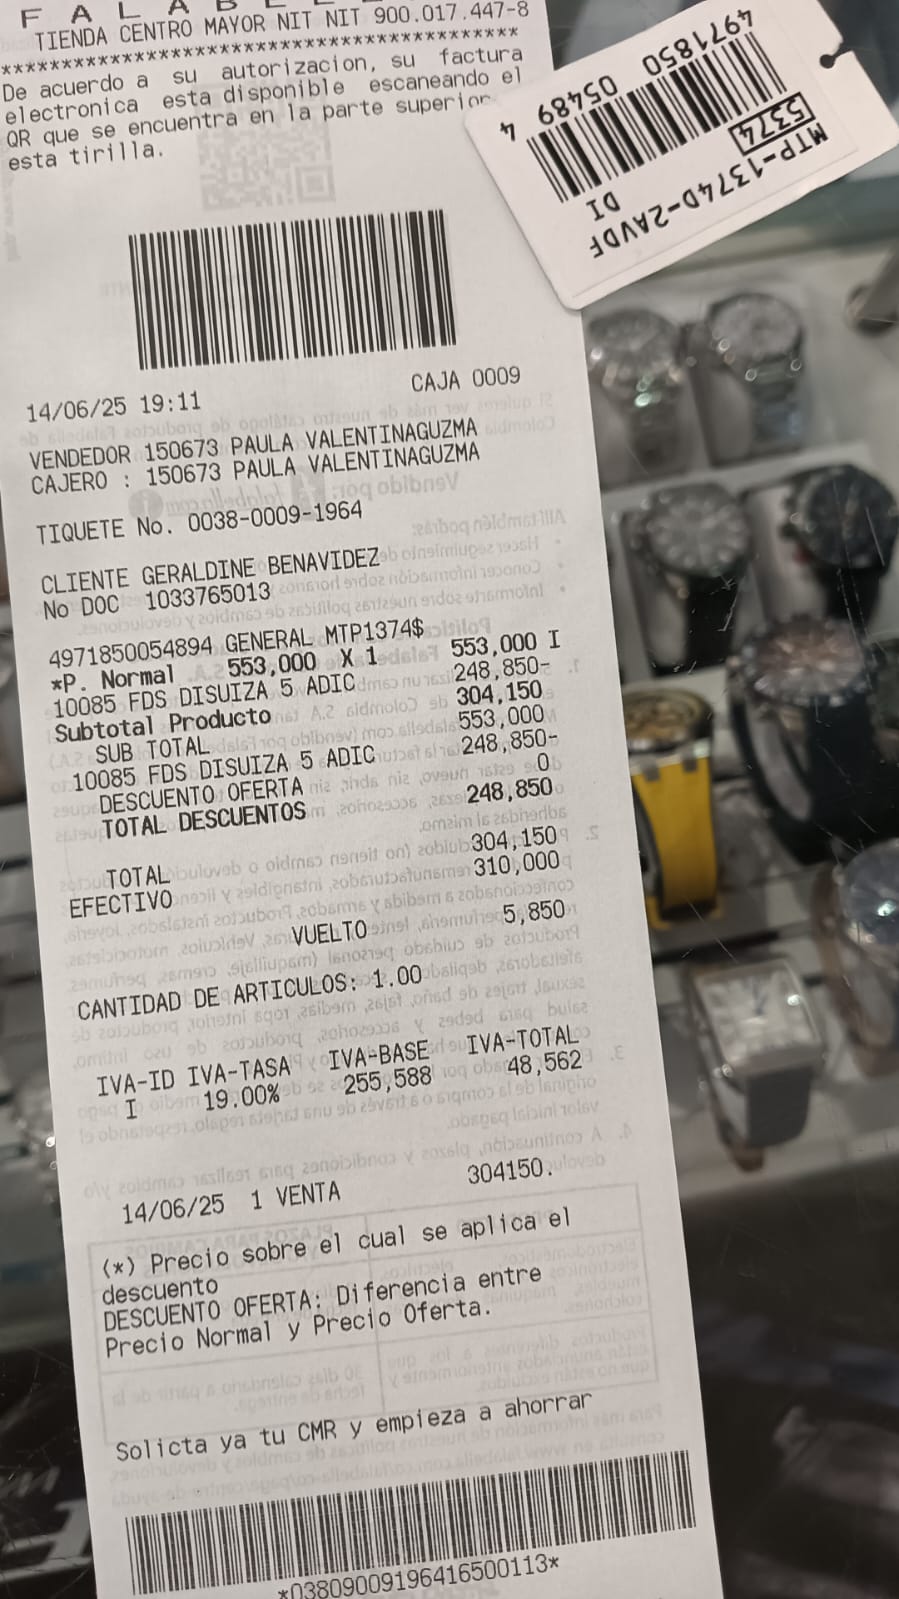 FALABELLA
TIENDA CENTRO MAYOR NIT NIT 900.017.447-8
******************************************
De acuerdo a su autorizacion, su factura
electronica esta disponible escaneando el
QR que se encuentra en la parte superior
esta tirilla.
4971850 05489 4
5374
MTP-1374D-2AVDF
DI
14/06/25 19:11 CAJA 0009
VENDEDOR 150673 PAULA VALENTINAGUZMA
CAJERO : 150673 PAULA VALENTINAGUZMA
TIQUETE No. 0038-0009-1964
CLIENTE GERALDINE BENAVIDEZ
No DOC 1033765013
4971850054894 GENERAL MTP1374$
*P. Normal 553,000 X 1 553,000 I
10085 FDS DISUIZA 5 ADIC 248,850-
Subtotal Producto 304,150
SUB TOTAL 553,000
10085 FDS DISUIZA 5 ADIC 248,850-
DESCUENTO OFERTA 0
TOTAL DESCUENTOS 248,850
TOTAL 304,150
EFECTIVO 310,000
VUELTO 5,850
CANTIDAD DE ARTICULOS: 1.00
IVA-ID IVA-TASA IVA-BASE IVA-TOTAL
I 19.00% 255,588 48,562
14/06/25 1 VENTA 304150.
(*) Precio sobre el cual se aplica el
descuento
DESCUENTO OFERTA: Diferencia entre
Precio Normal y Precio Oferta.
Solicta ya tu CMR y empieza a ahorrar
*03809009196416500113*